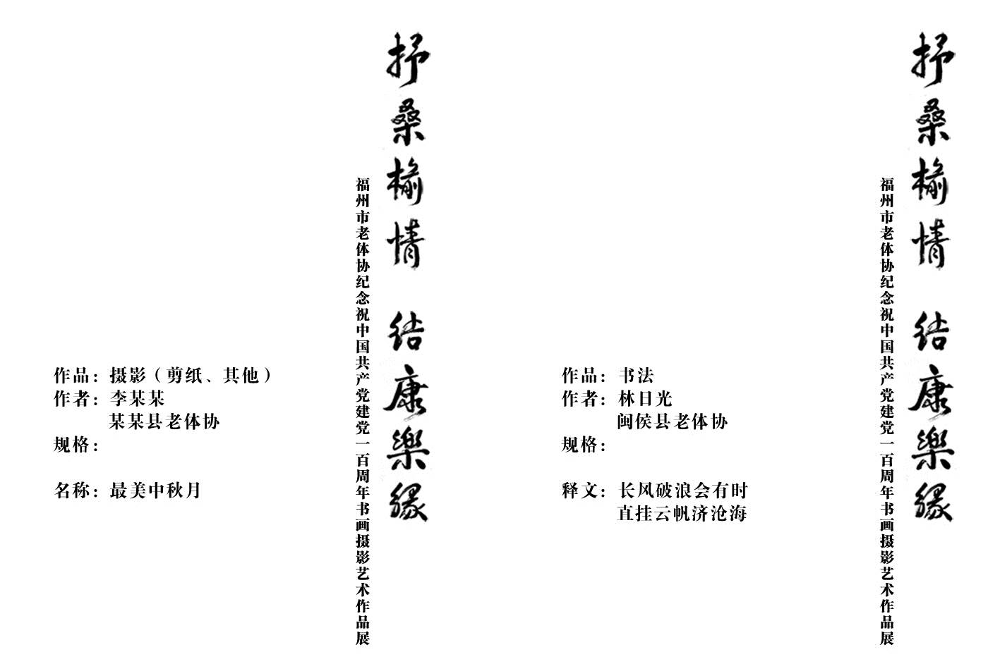 抒桑榆情 结康樂缘
福州市老体协纪念祝中国共产党建党一百周年书画摄影艺术作品展
作品：摄影（剪纸、其他）
作者：李某某
某某县老体协
规格：
名称：最美中秋月
抒桑榆情 结康樂缘
福州市老体协纪念祝中国共产党建党一百周年书画摄影艺术作品展
作品：书法
作者：林日光
闽侯县老体协
规格：
释文：长风破浪会有时
直挂云帆济沧海